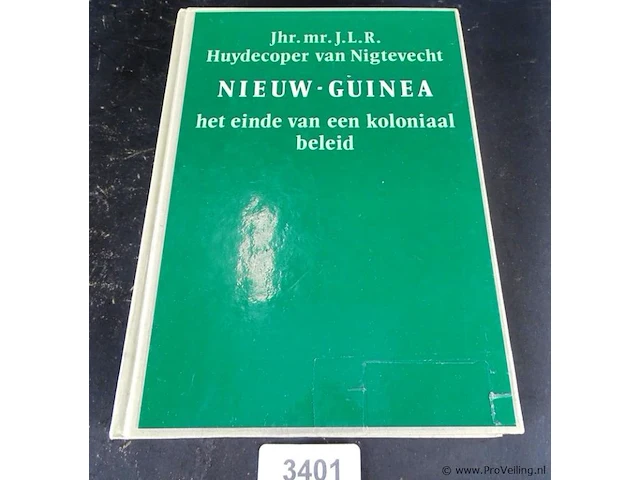 Jhr. mr. J.L.R.
Huydecoper van Nigtevecht
NIEUW-GUINEA
het einde van een koloniaal
beleid
3401
© www.ProVeiling.nl